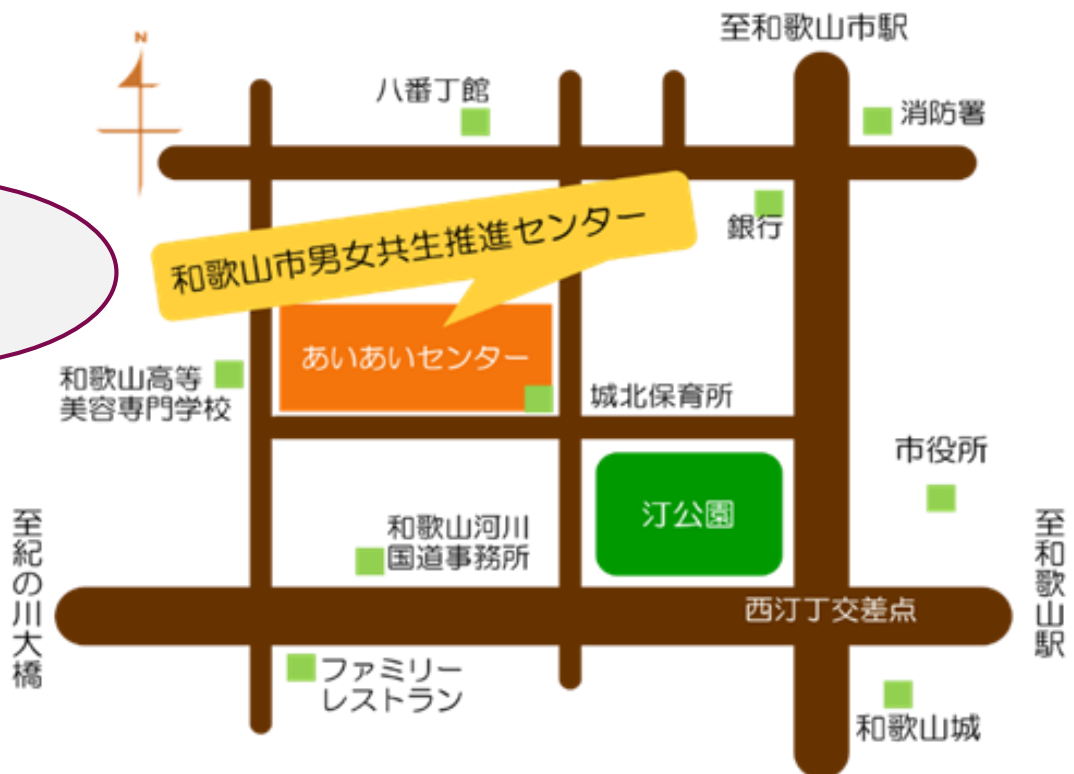 至和歌山市駅
N
八番丁館
消防署
銀行
和歌山市男女共生推進センター
あいあいセンター
和歌山高等
美容専門学校
城北保育所
市役所
汀公園
和歌山河川
国道事務所
至紀の川大橋
至和歌山駅
西汀丁交差点
ファミリー
レストラン
和歌山城